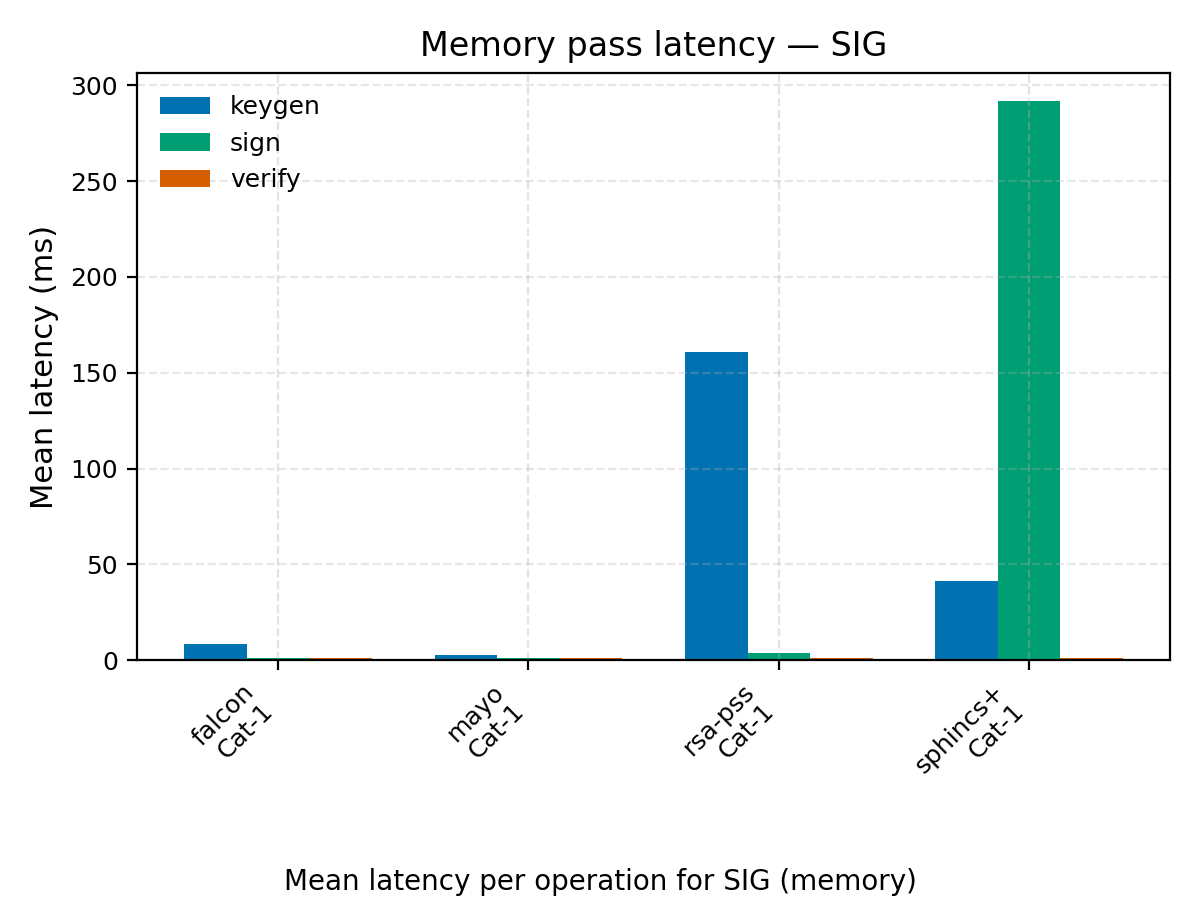 Memory pass latency — SIG
keygen
sign
verify
300
250
200
150
100
50
0
Mean latency (ms)
falcon
Cat-1
mayo
Cat-1
rsa-pss
Cat-1
sphincs+
Cat-1
Mean latency per operation for SIG (memory)